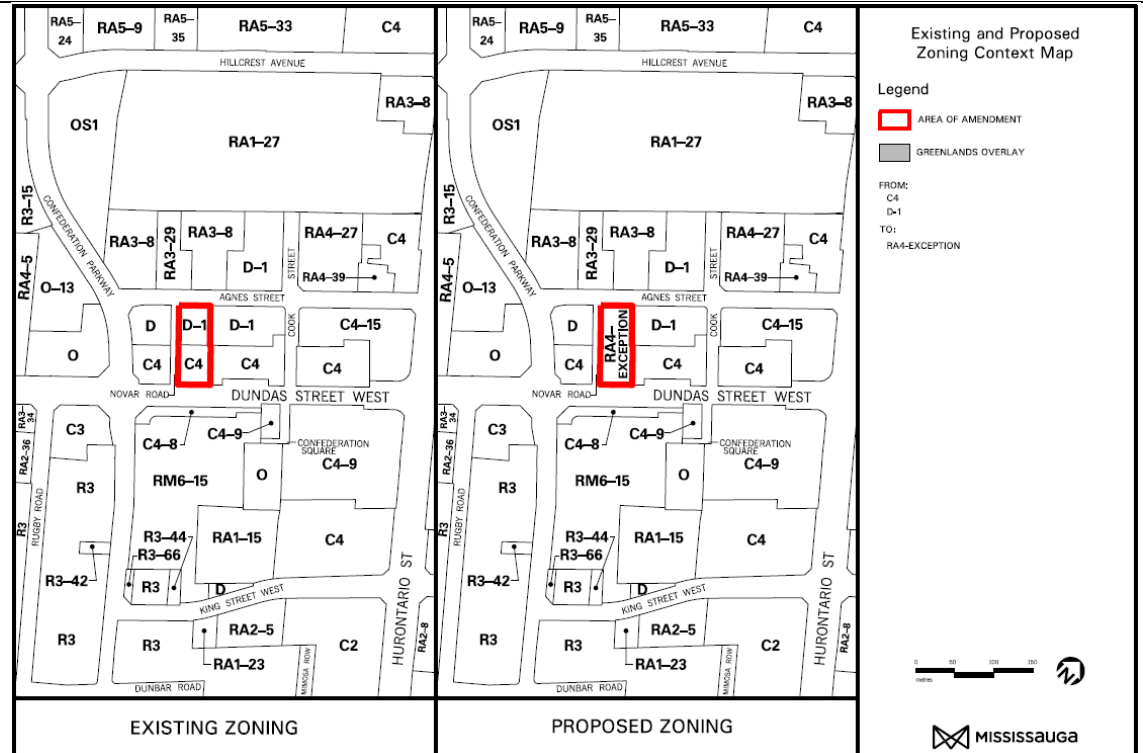 RA5–
24
RA5–9
RA5–
35
RA5–33
C4
HILLCREST AVENUE
RA3–8
OS1
RA1–27
R3–15
CONFEDERATION PARKWAY
RA3–8
RA3–29
RA3–8
RA4–27
C4
D–1
STREET
RA4–39
RA4–5
O–13
AGNES STREET
D
D–1
D–1
COOK
C4–15
O
C4
C4
C4
C4
NOVAR ROAD
DUNDAS STREET WEST
RA3–
34
C3
C4–8
C4–9
CONFEDERATION
SQUARE
RA2–36
C4–9
RM6–15
O
R3
RUGBY ROAD
R3
R3–44
RA1–15
C4
R3–66
R3–42
R3
D
KING STREET WEST
HURONTARIO ST
R3
R3
RA2–5
C2
RA2–8
RA1–23
MIMOSA ROW
DUNBAR ROAD
EXISTING ZONING
RA5–
24
RA5–9
RA5–
35
RA5–33
C4
HILLCREST AVENUE
RA3–8
OS1
RA1–27
R3–15
CONFEDERATION PARKWAY
RA3–8
RA3–29
RA3–8
RA4–27
C4
D–1
STREET
RA4–39
RA4–5
O–13
AGNES STREET
D
RA4–
EXCEPTION
D–1
COOK
C4–15
O
C4
C4
C4
NOVAR ROAD
DUNDAS STREET WEST
RA3–
34
C3
C4–8
C4–9
CONFEDERATION
SQUARE
RA2–36
C4–9
RM6–15
O
R3
RUGBY ROAD
R3
R3–44
RA1–15
C4
R3–66
R3–42
R3
D
KING STREET WEST
HURONTARIO ST
R3
R3
RA2–5
C2
RA2–8
RA1–23
MIMOSA ROW
DUNBAR ROAD
PROPOSED ZONING
Existing and Proposed
Zoning Context Map
Legend
AREA OF AMENDMENT
GREENLANDS OVERLAY
FROM:
C4
D-1
TO:
RA4-EXCEPTION
0 50 100 150
metres
MISSISSAUGA